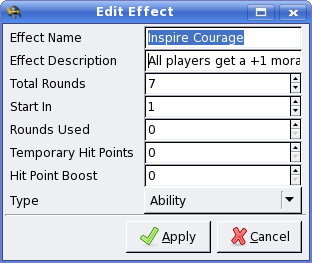 Edit Effect
Effect Name Inspire Courage
Effect Description All players get a +1 mora
Total Rounds 7
Start In 1
Rounds Used 0
Temporary Hit Points 0
Hit Point Boost 0
Type Ability
Apply Cancel